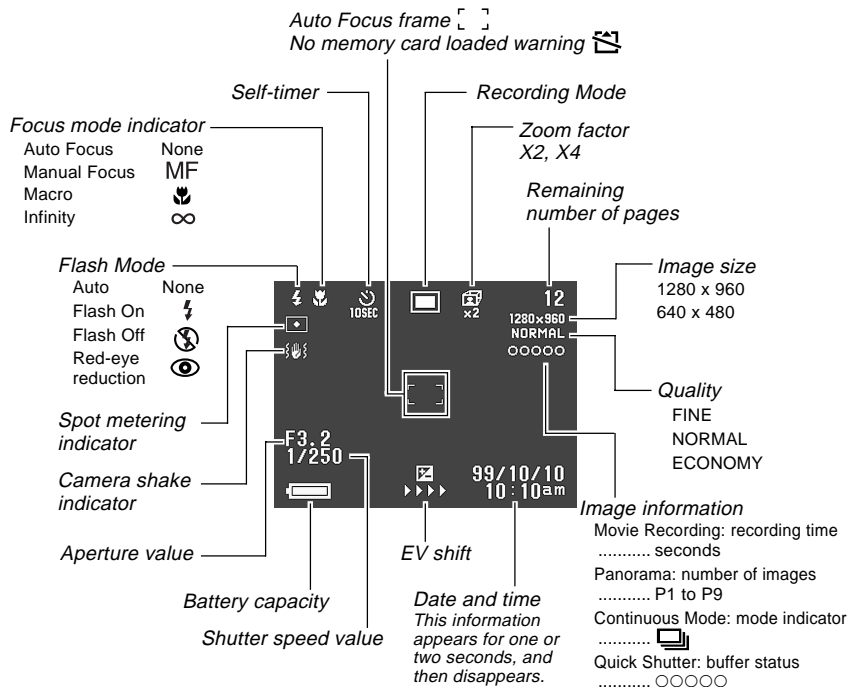 Auto Focus frame
No memory card loaded warning
Self-timer
Recording Mode
Focus mode indicator
Auto Focus None
Manual Focus MF
Macro
Infinity ∞
Zoom factor
X2, X4
Remaining
number of pages
Flash Mode
Auto None
Flash On
Flash Off
Red-eye
reduction
Image size
1280 x 960
640 x 480
10SEC
×2
12
1280×960
NORMAL
○○○○○
Quality
FINE
NORMAL
ECONOMY
Spot metering
indicator
Camera shake
indicator
F3.2
1/250
99/10/10
10:10am
Image information
Movie Recording: recording time
........... seconds
Panorama: number of images
........... P1 to P9
Continuous Mode: mode indicator
...........
Quick Shutter: buffer status
........... ○○○○○
Aperture value
EV shift
Battery capacity
Shutter speed value
Date and time
This information
appears for one or
two seconds, and
then disappears.